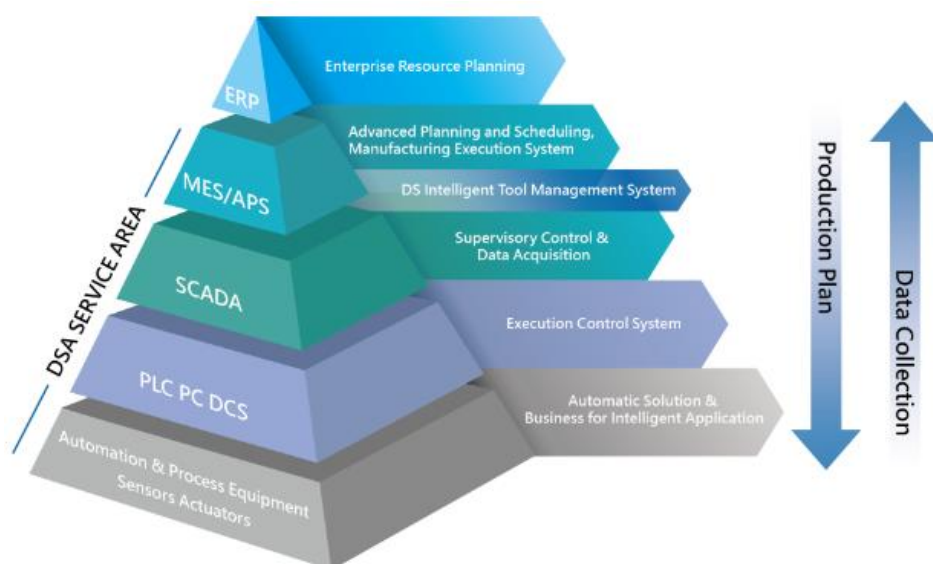 ERP
Enterprise Resource Planning
MES/APS
Advanced Planning and Scheduling,
Manufacturing Execution System
DS Intelligent Tool Management System
SCADA
Supervisory Control &
Data Acquisition
PLC PC DCS
Execution Control System
Automation & Process Equipment
Sensors Actuators
Automatic Solution &
Business for Intelligent Application
DSA SERVICE AREA
Production Plan
Data Collection